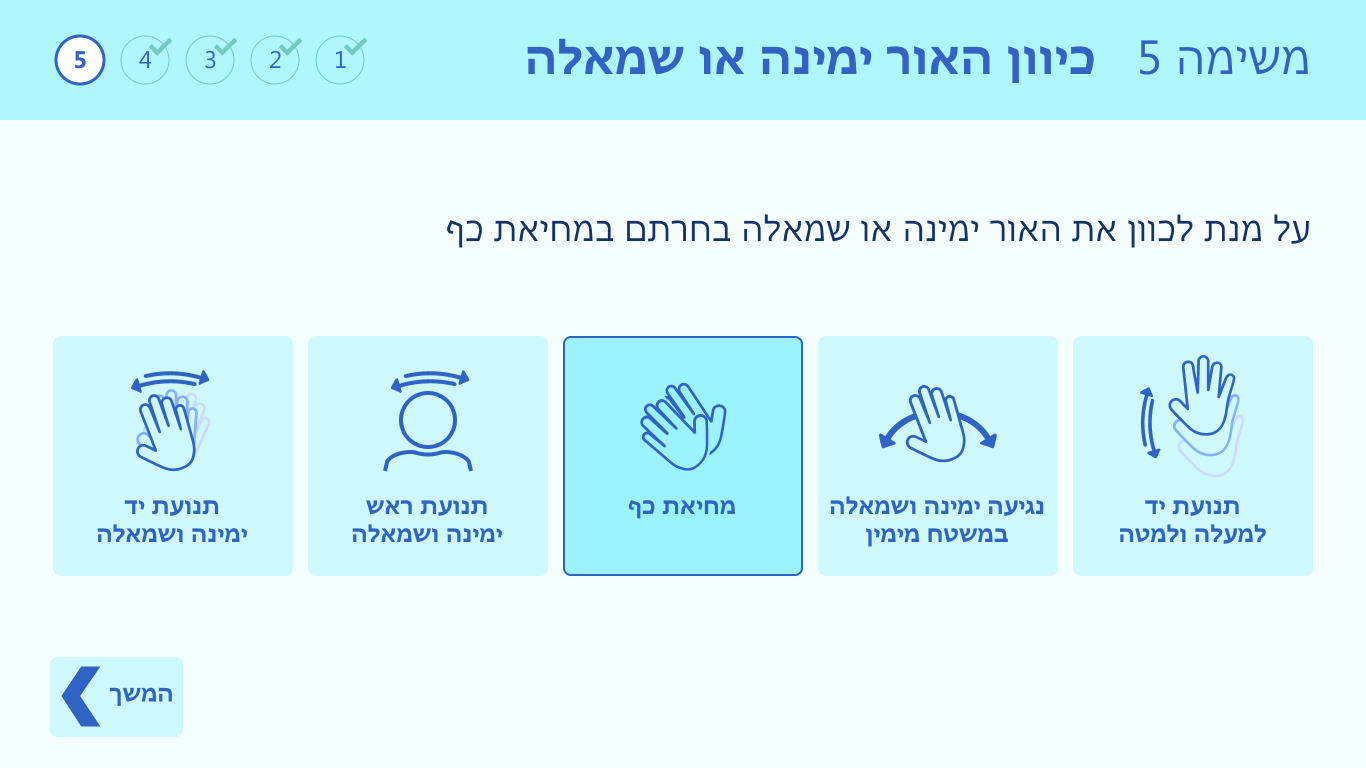 משימה 5 כיוון האור ימינה או שמאלה
1 2 3 4 5
על מנת לכוון את האור ימינה או שמאלה בחרתם במחיאת כף
תנועת יד
למעלה ולמטה
נגיעה ימינה ושמאלה
במשטח מימין
מחיאת כף
תנועת ראש
ימינה ושמאלה
תנועת יד
ימינה ושמאלה
המשך